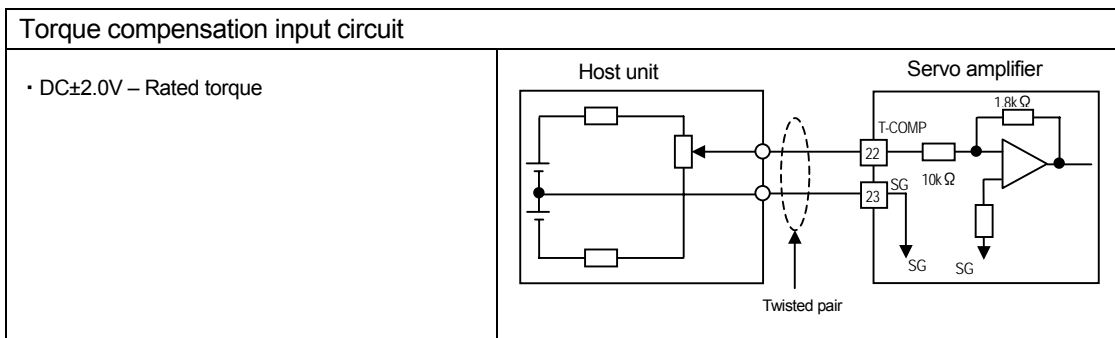 Torque compensation input circuit
・DC±2.0V – Rated torque
Host unit
Servo amplifier
1.8kΩ
T-COMP
22
10kΩ
SG
23
SG
SG
Twisted pair